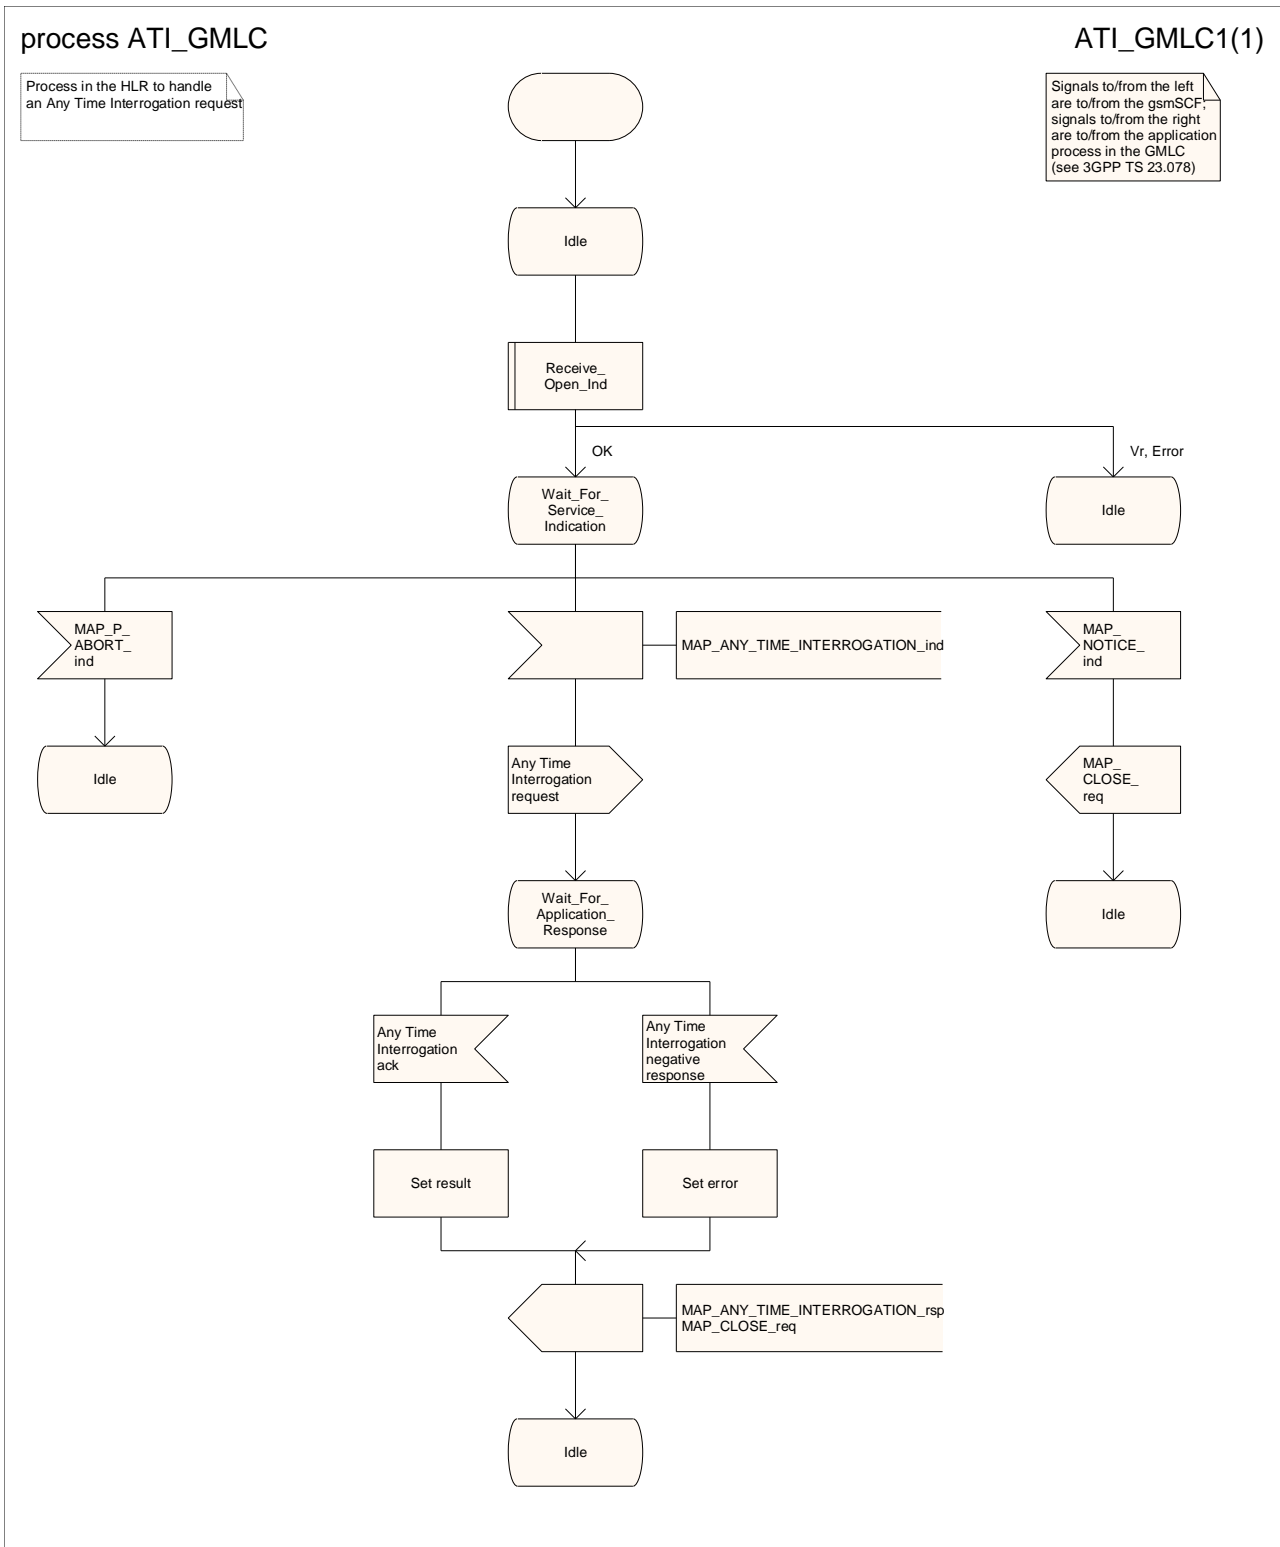 process ATI_GMLC
ATI_GMLC1(1)
Process in the HLR to handle
an Any Time Interrogation request
Signals to/from the left
are to/from the gsmSCF;
signals to/from the right
are to/from the application
process in the GMLC
(see 3GPP TS 23.078)
Idle
Receive_
Open_Ind
OK
Vr, Error
Wait_For_
Service_
Indication
Idle
MAP_P_
ABORT_
ind
MAP_ANY_TIME_INTERROGATION_ind
MAP_
NOTICE_
ind
Idle
Any Time
Interrogation
request
MAP_
CLOSE_
req
Wait_For_
Application_
Response
Idle
Any Time
Interrogation
ack
Any Time
Interrogation
negative
response
Set result
Set error
MAP_ANY_TIME_INTERROGATION_rsp
MAP_CLOSE_req
Idle